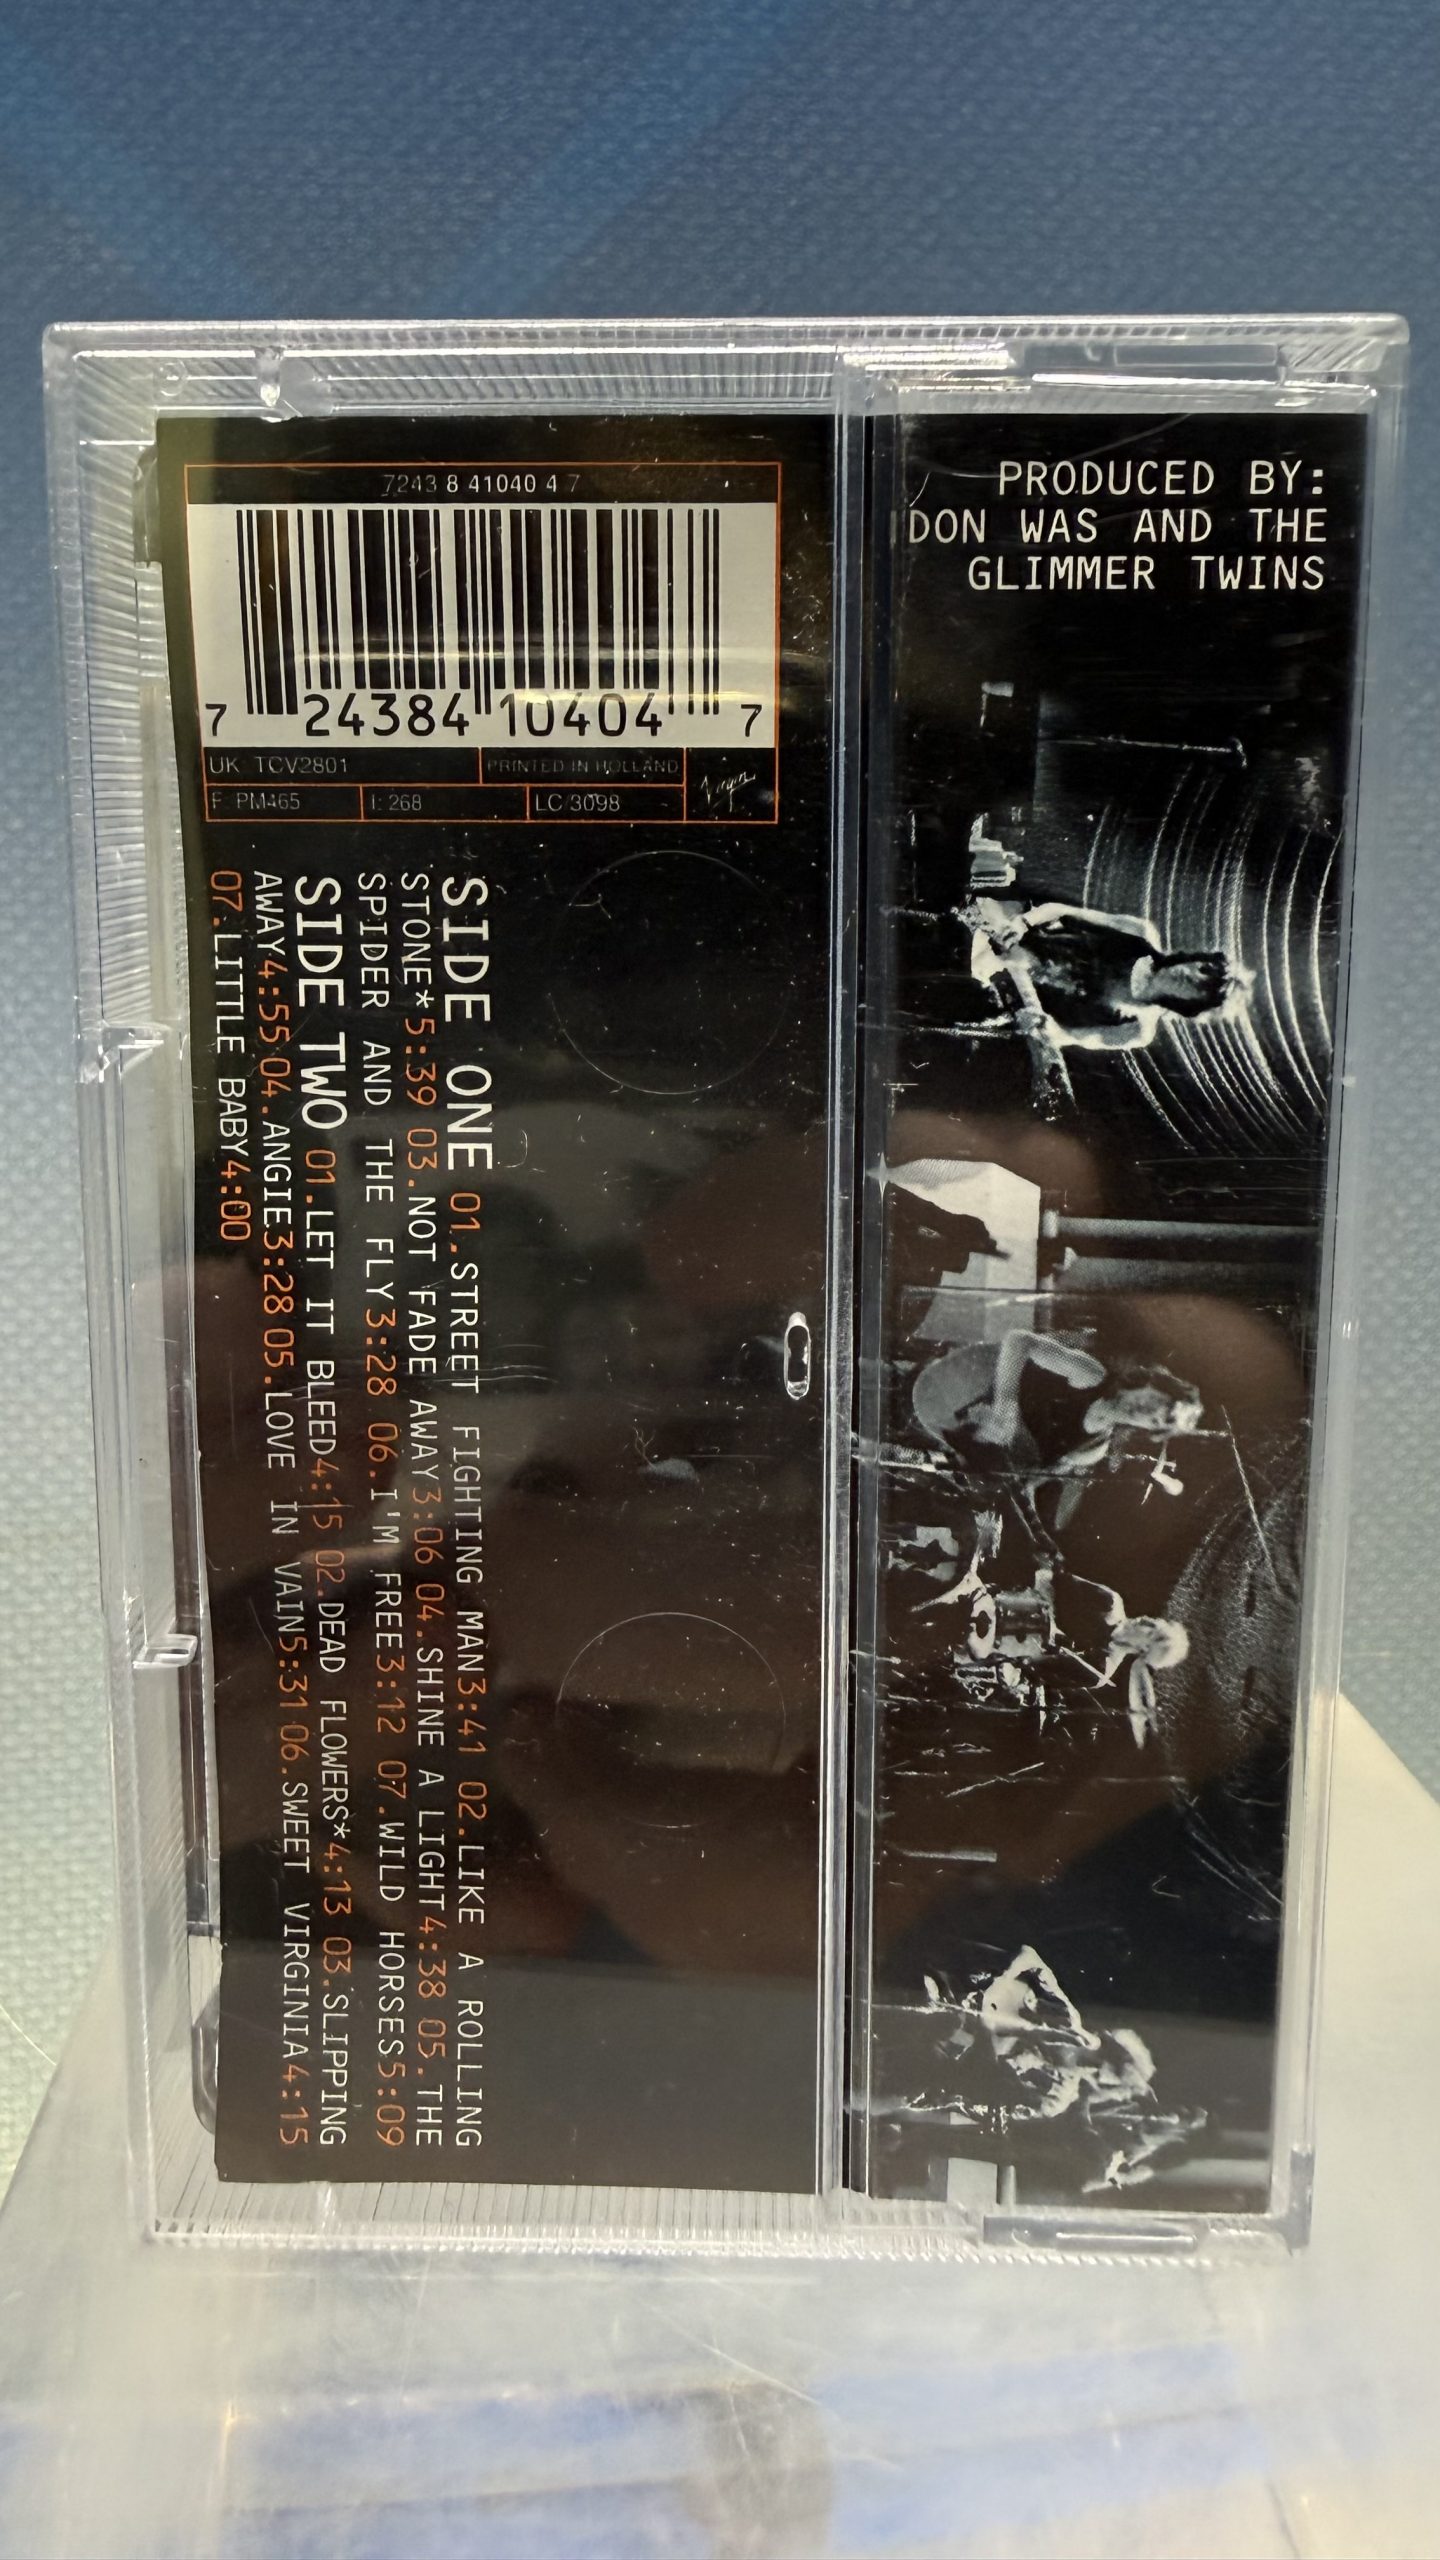 7243 8 41040 4 7
7 24384 10404 7
UK: TCV2801
PRINTED IN HOLLAND
F: PM465
I: 268
LC 3098
Virgin
PRODUCED BY:
DON WAS AND THE
GLIMMER TWINS
SIDE ONE 01.STREET FIGHTING MAN3:41 02.LIKE A ROLLING
STONE*5:39 03.NOT FADE AWAY3:06 04.SHINE A LIGHT4:38 05.THE
SPIDER AND THE FLY3:28 06.I'M FREE3:12 07.WILD HORSES5:09
SIDE TWO 01.LET IT BLEED4:15 02.DEAD FLOWERS*4:13 03.SLIPPING
AWAY4:55 04.ANGIE3:28 05.LOVE IN VAIN5:31 06.SWEET VIRGINIA4:15
07.LITTLE BABY4:00